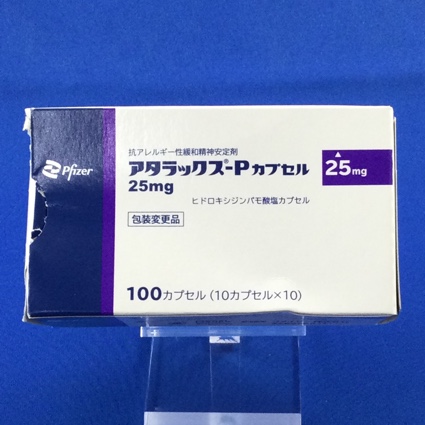 Pfizer
抗アレルギー性緩和精神安定剤
アタラックス®-Pカプセル
25mg
25mg
ヒドロキシジンパモ酸塩カプセル
包装変更品
100カプセル（10カプセル×10）